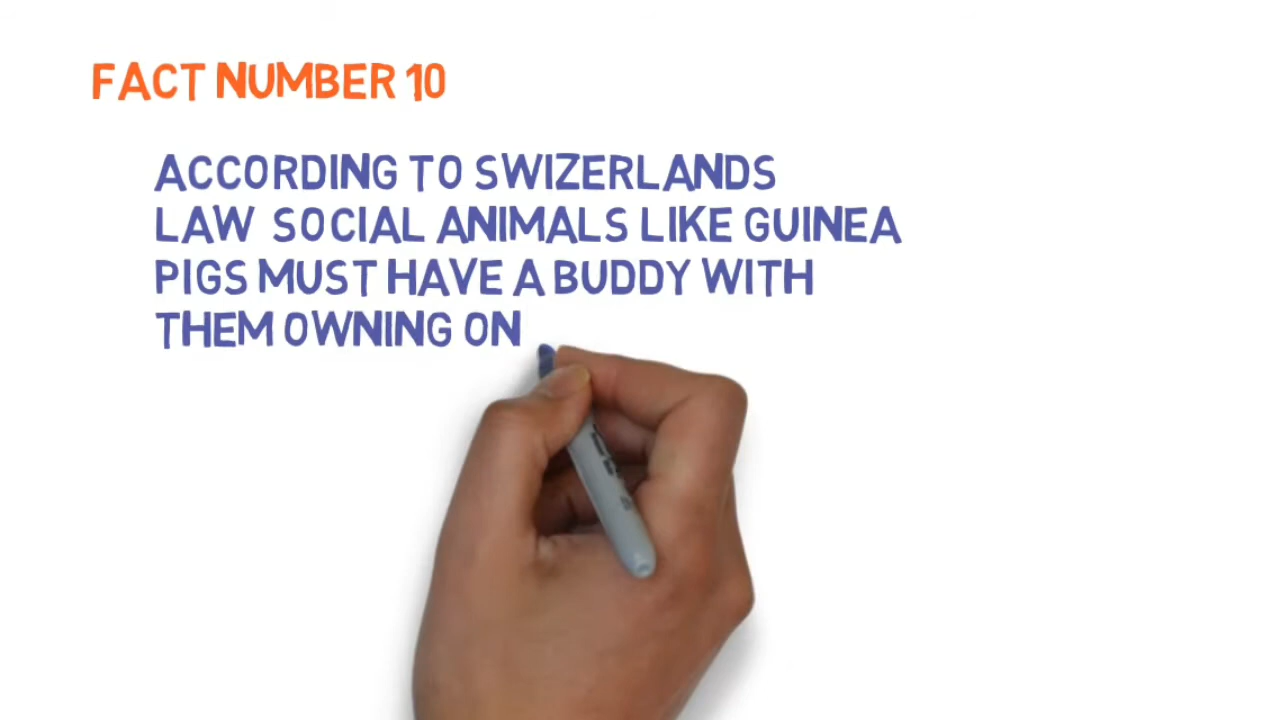 FACT NUMBER 10
ACCORDING TO SWIZERLANDS
LAW SOCIAL ANIMALS LIKE GUINEA
PIGS MUST HAVE A BUDDY WITH
THEM OWNING ON